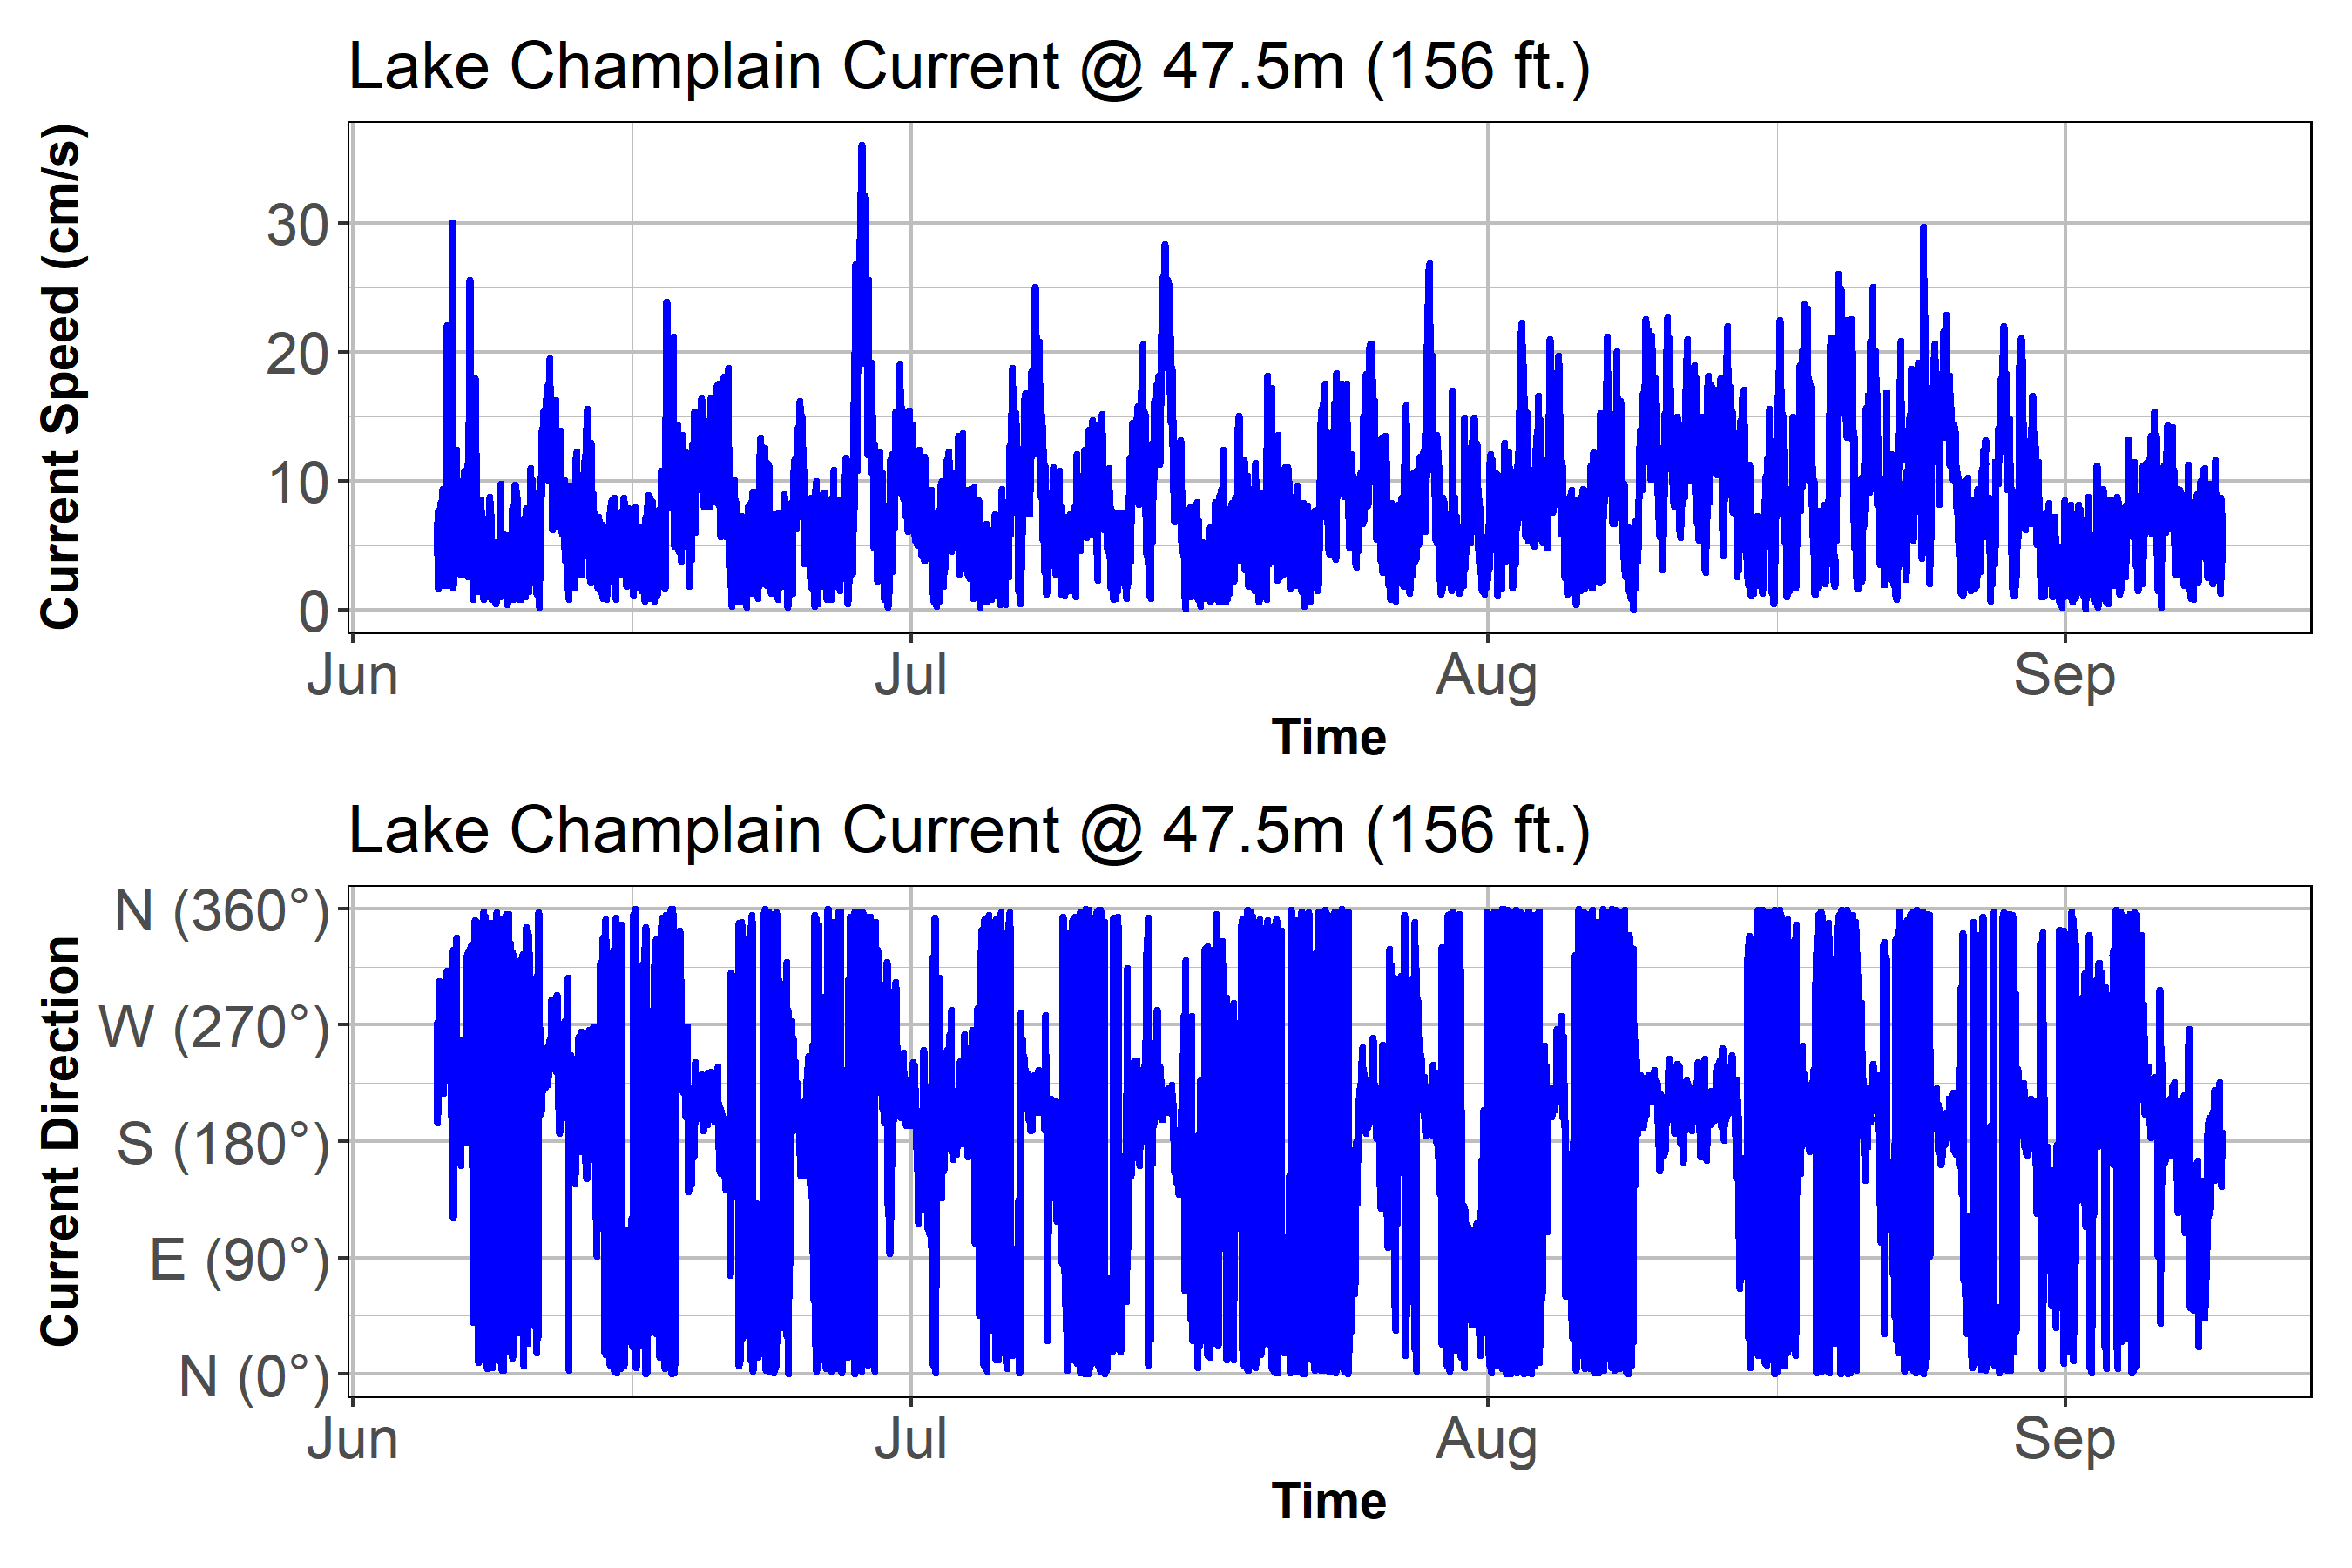 Lake Champlain Current @ 47.5m (156 ft.)
Current Speed (cm/s)
30
20
10
0
Jun Jul Aug Sep
Time
Lake Champlain Current @ 47.5m (156 ft.)
Current Direction
N (360°)
W (270°)
S (180°)
E (90°)
N (0°)
Jun Jul Aug Sep
Time